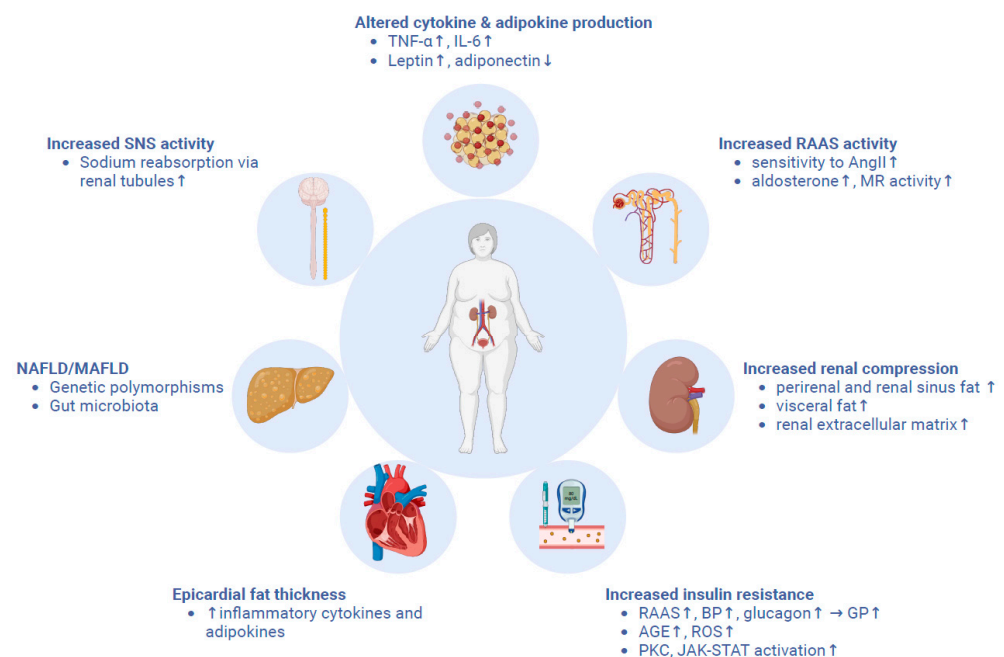 Altered cytokine & adipokine production
• TNF-α↑, IL-6↑
• Leptin↑, adiponectin↓
Increased SNS activity
• Sodium reabsorption via
renal tubules↑
Increased RAAS activity
• sensitivity to AngII↑
• aldosterone↑, MR activity↑
NAFLD/MAFLD
• Genetic polymorphisms
• Gut microbiota
Increased renal compression
• perirenal and renal sinus fat ↑
• visceral fat↑
• renal extracellular matrix↑
Epicardial fat thickness
• ↑inflammatory cytokines and
adipokines
Increased insulin resistance
• RAAS↑, BP↑, glucagon↑ → GP↑
• AGE↑, ROS↑
• PKC, JAK-STAT activation↑